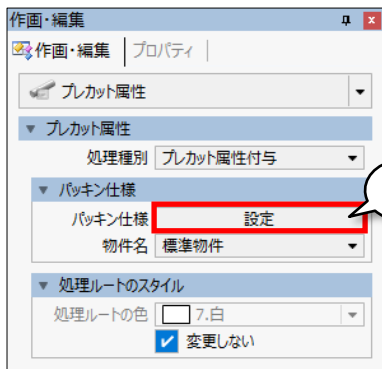 作画・編集
作画・編集 プロパティ
プレカット属性
プレカット属性
処理種別 プレカット属性付与
パッキン仕様
パッキン仕様 設定
物件名 標準物件
処理ルートのスタイル
処理ルートの色 7.白
変更しない